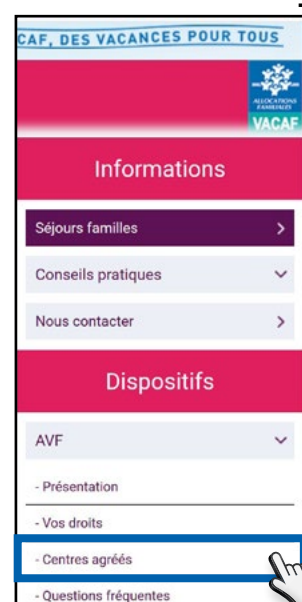 CAF, DES VACANCES POUR TOUS
ALLOCATIONS
FAMILIALES
VACAF
Informations
Séjours familles
Conseils pratiques
Nous contacter
Dispositifs
AVF
- Présentation
- Vos droits
- Centres agréés
- Questions fréquentes